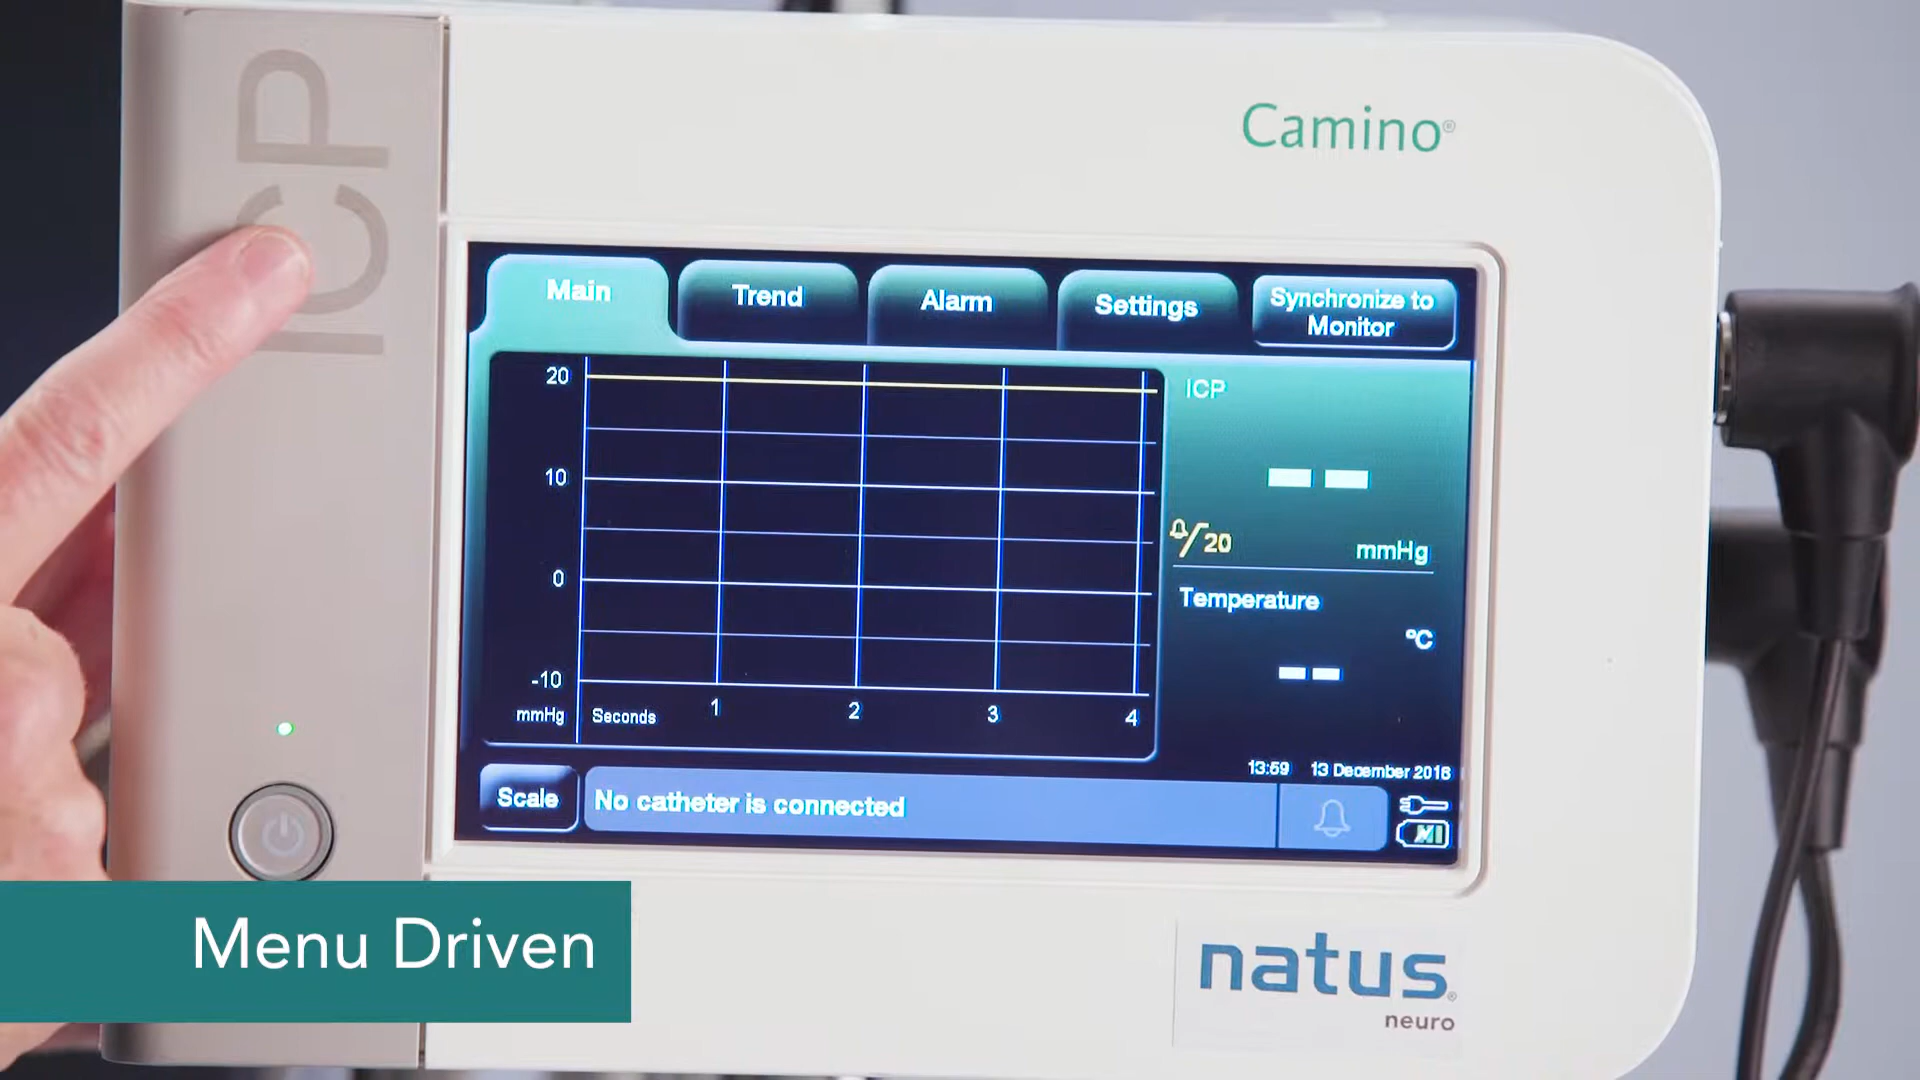 ICP
Camino®
Main
Trend
Alarm
Settings
Synchronize to
Monitor
20
10
0
-10
mmHg
Seconds
1
2
3
4
ICP
-- --
20
mmHg
Temperature
°C
-- --
13:59 13 December 2016
Scale
No catheter is connected
Menu Driven
natus®
neuro